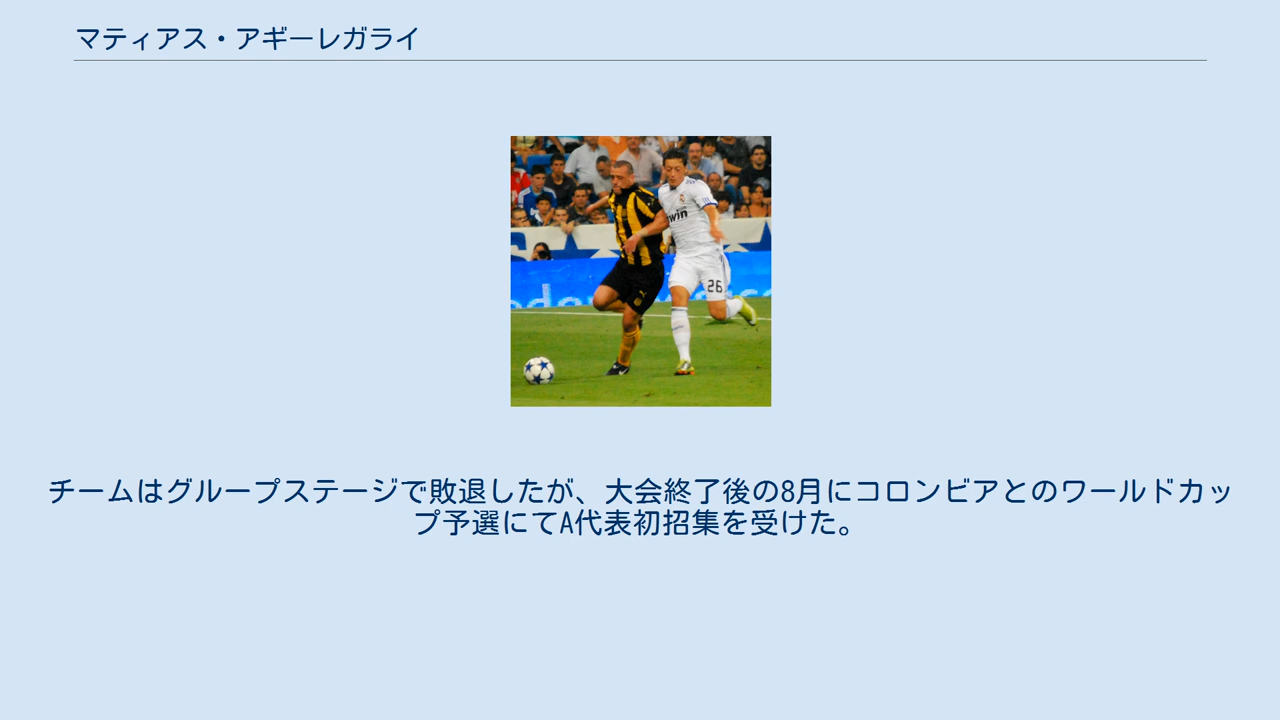 マティアス・アギーレガライ
win
26
チームはグループステージで敗退したが、大会終了後の8月にコロンビアとのワールドカッ
プ予選にてA代表初招集を受けた。